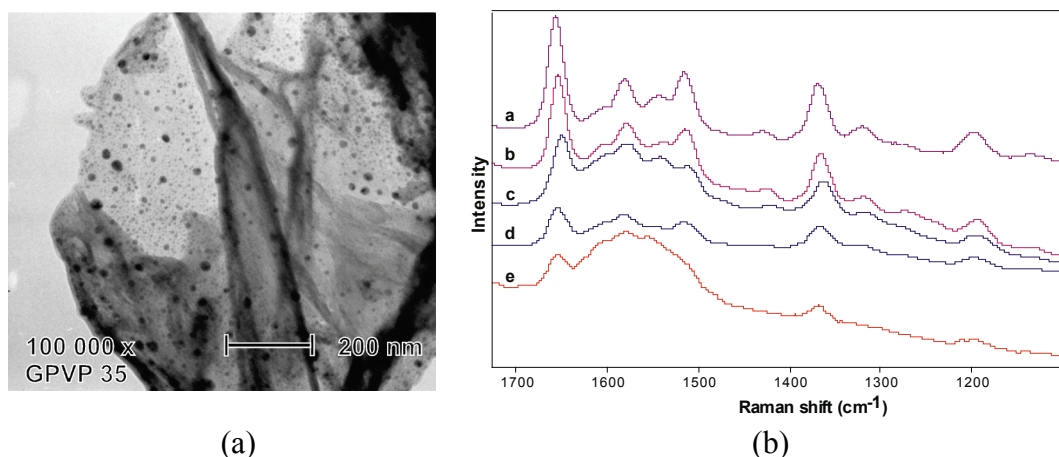 100 000 x
200 nm
GPVP 35
a
b
c
d
e
Intensity
1700
1600
1500
1400
1300
1200
Raman shift (cm-1)
(a)
(b)